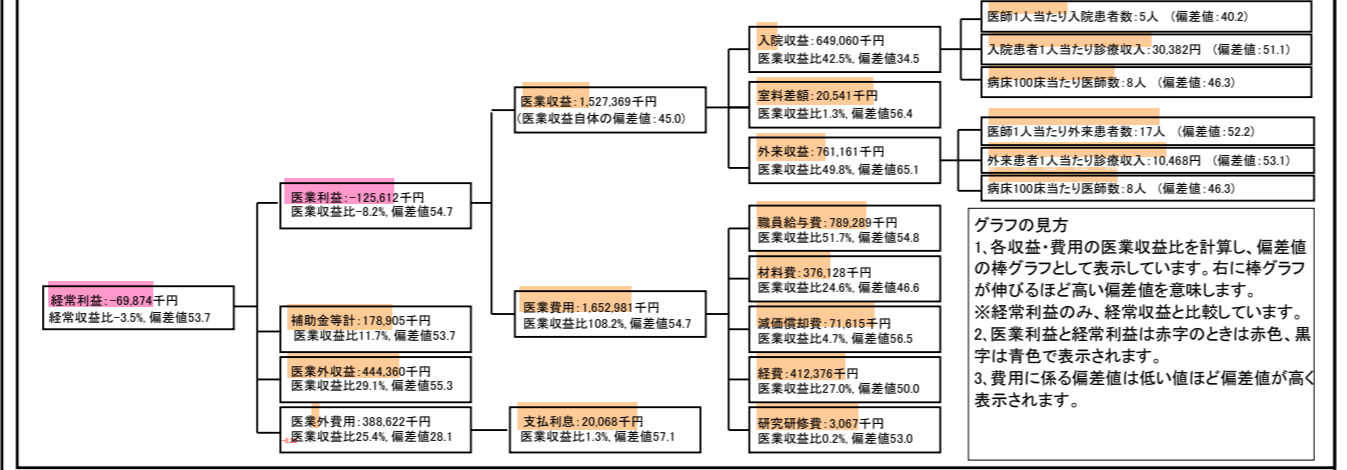 経常利益：-69,874千円
経常収支比-3.5%, 偏差値53.7
医業利益：-125,612千円
医業収益比-8.2%, 偏差値54.7
補助金等計：178,905千円
医業収益比11.7%, 偏差値53.7
医業外収益：444,360千円
医業収益比29.1%, 偏差値55.3
医業外費用：388,622千円
医業収益比25.4%, 偏差値28.1
医業収益：1,527,369千円
(医業収益自体の偏差値：45.0)
医業費用：1,652,981千円
医業収益比108.2%, 偏差値54.7
支払利息：20,068千円
医業収益比1.3%, 偏差値57.1
入院収益：649,060千円
医業収益比42.5%, 偏差値34.5
室料差額：20,541千円
医業収益比1.3%, 偏差値56.4
外来収益：761,161千円
医業収益比49.8%, 偏差値65.1
職員給与費：789,289千円
医業収益比51.7%, 偏差値54.8
材料費：376,128千円
医業収益比24.6%, 偏差値46.6
減価償却費：71,615千円
医業収益比4.7%, 偏差値56.5
経費：412,376千円
医業収益比27.0%, 偏差値50.0
研究研修費：3,067千円
医業収益比0.2%, 偏差値53.0
医師1人当たり入院患者数：5人 （偏差値：40.2）
入院患者1人当たり診療収入：30,382円 （偏差値：51.1）
病床100床当たり医師数：8人 （偏差値：46.3）
医師1人当たり外来患者数：17人 （偏差値：52.2）
外来患者1人当たり診療収入：10,468円 （偏差値：53.1）
病床100床当たり医師数：8人 （偏差値：46.3）
グラフの見方
1、各収益・費用の医業収益比を計算し、偏差値
の棒グラフとして表示しています。右に棒グラフ
が伸びるほど高い偏差値を意味します。
※経常利益のみ、経常収益と比較しています。
2、医業利益と経常利益は赤字のときは赤色、黒
字は青色で表示されます。
3、費用に係る偏差値は低い値ほど偏差値が高く
表示されます。